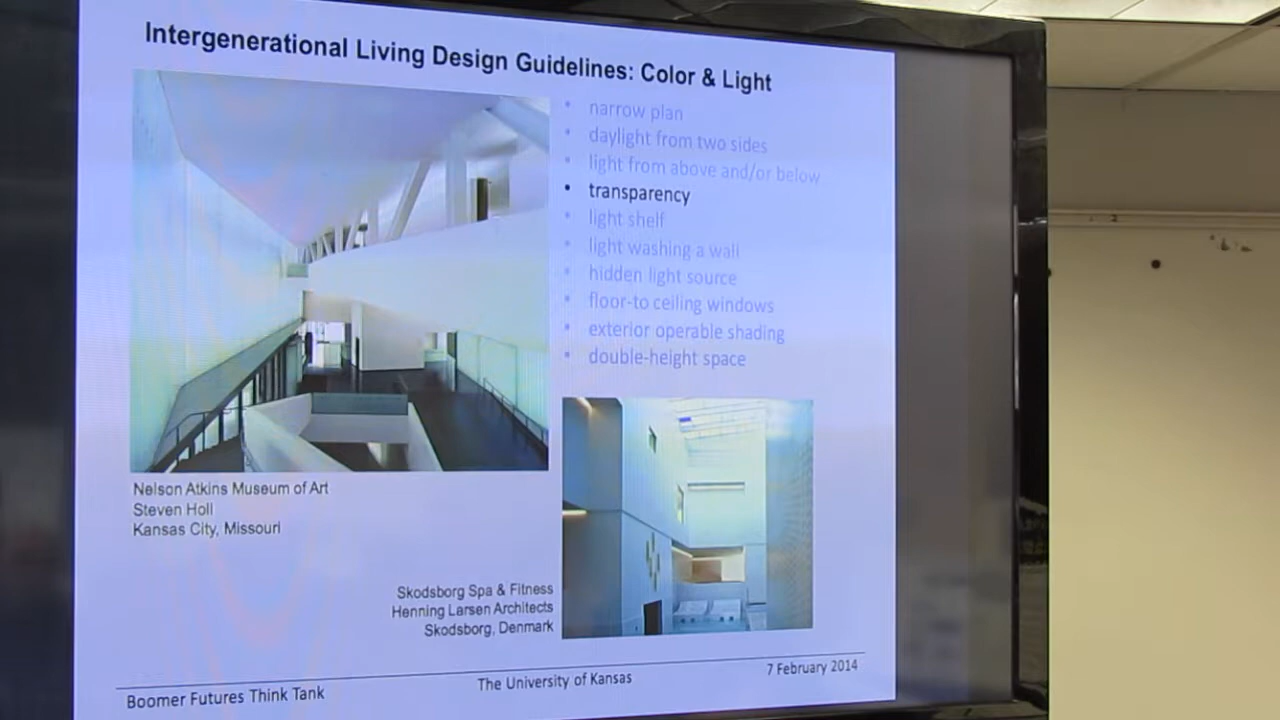 Intergenerational Living Design Guidelines: Color & Light
• narrow plan
• daylight from two sides
• light from above and/or below
• transparency
• light shelf
• light washing a wall
• hidden light source
• floor-to ceiling windows
• exterior operable shading
• double-height space
Nelson Atkins Museum of Art
Steven Holl
Kansas City, Missouri
Skodsborg Spa & Fitness
Henning Larsen Architects
Skodsborg, Denmark
Boomer Futures Think Tank
The University of Kansas
7 February 2014